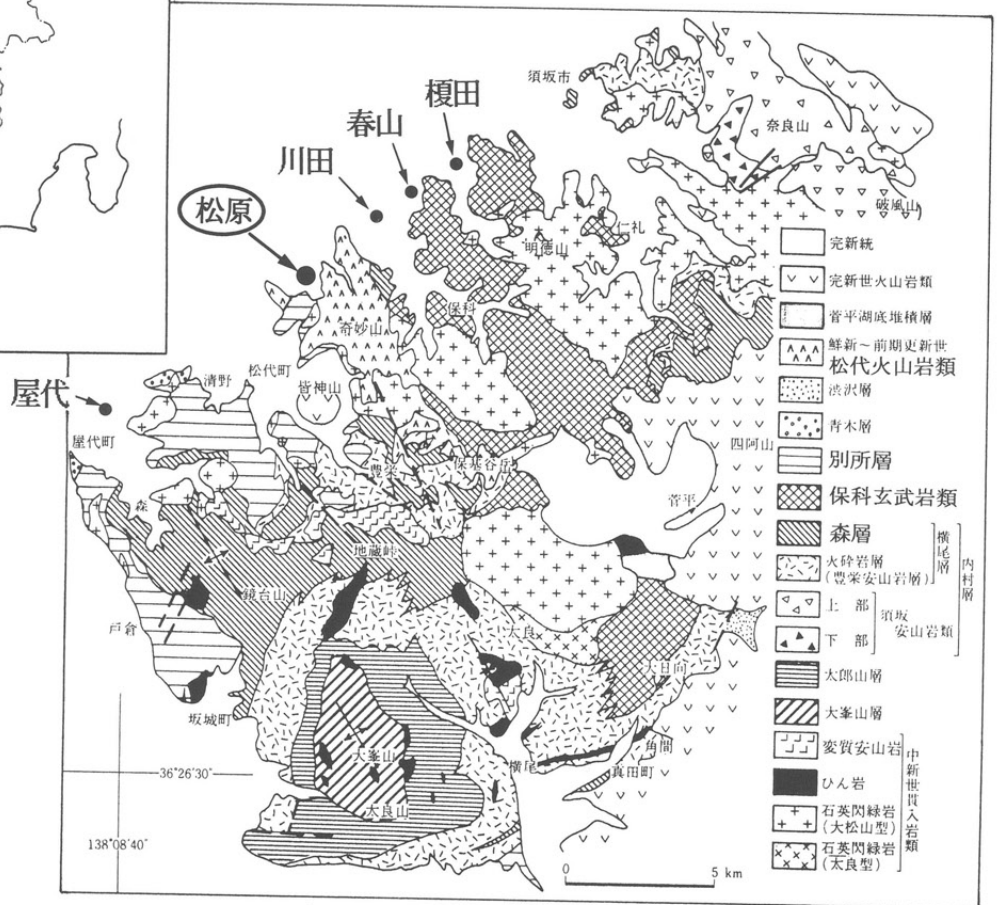 須坂市
榎田
春山
川田
松原
屋代
奈良山
破風山
仁礼
明徳山
保科
奇妙山
松代町
清野
皆神山
屋代町
森
豊栄
保基谷岳
四阿山
菅平
地蔵峠
鏡台山
戸倉
坂城町
太良
大日向
角間
真田町
横尾
大峯山
太良山
36°26′30″
138°08′40″
0 5 km
完新統
完新世火山岩類
菅平湖底堆積層
鮮新～前期更新世
松代火山岩類
渋沢層
青木層
別所層
保科玄武岩類
森層
火砕岩層
(豊栄安山岩層)
横尾層
内村層
上部
下部
須坂
安山岩類
太郎山層
大峯山層
変質安山岩
ひん岩
石英閃緑岩
(大松山型)
石英閃緑岩
(太良型)
中新世貫入岩類